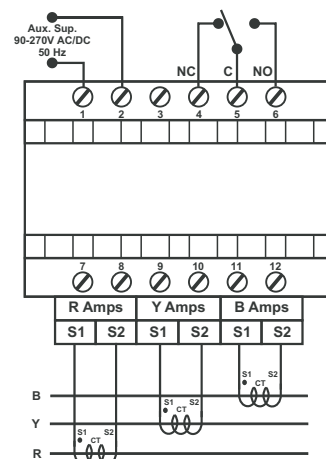 Aux. Sup.
90-270V AC/DC
50 Hz
NC C NO
1 2 3 4 5 6
7 8 9 10 11 12
R Amps Y Amps B Amps
S1 S2 S1 S2 S1 S2
S1 S2
CT
B
S1 S2
CT
Y
S1 S2
CT
R